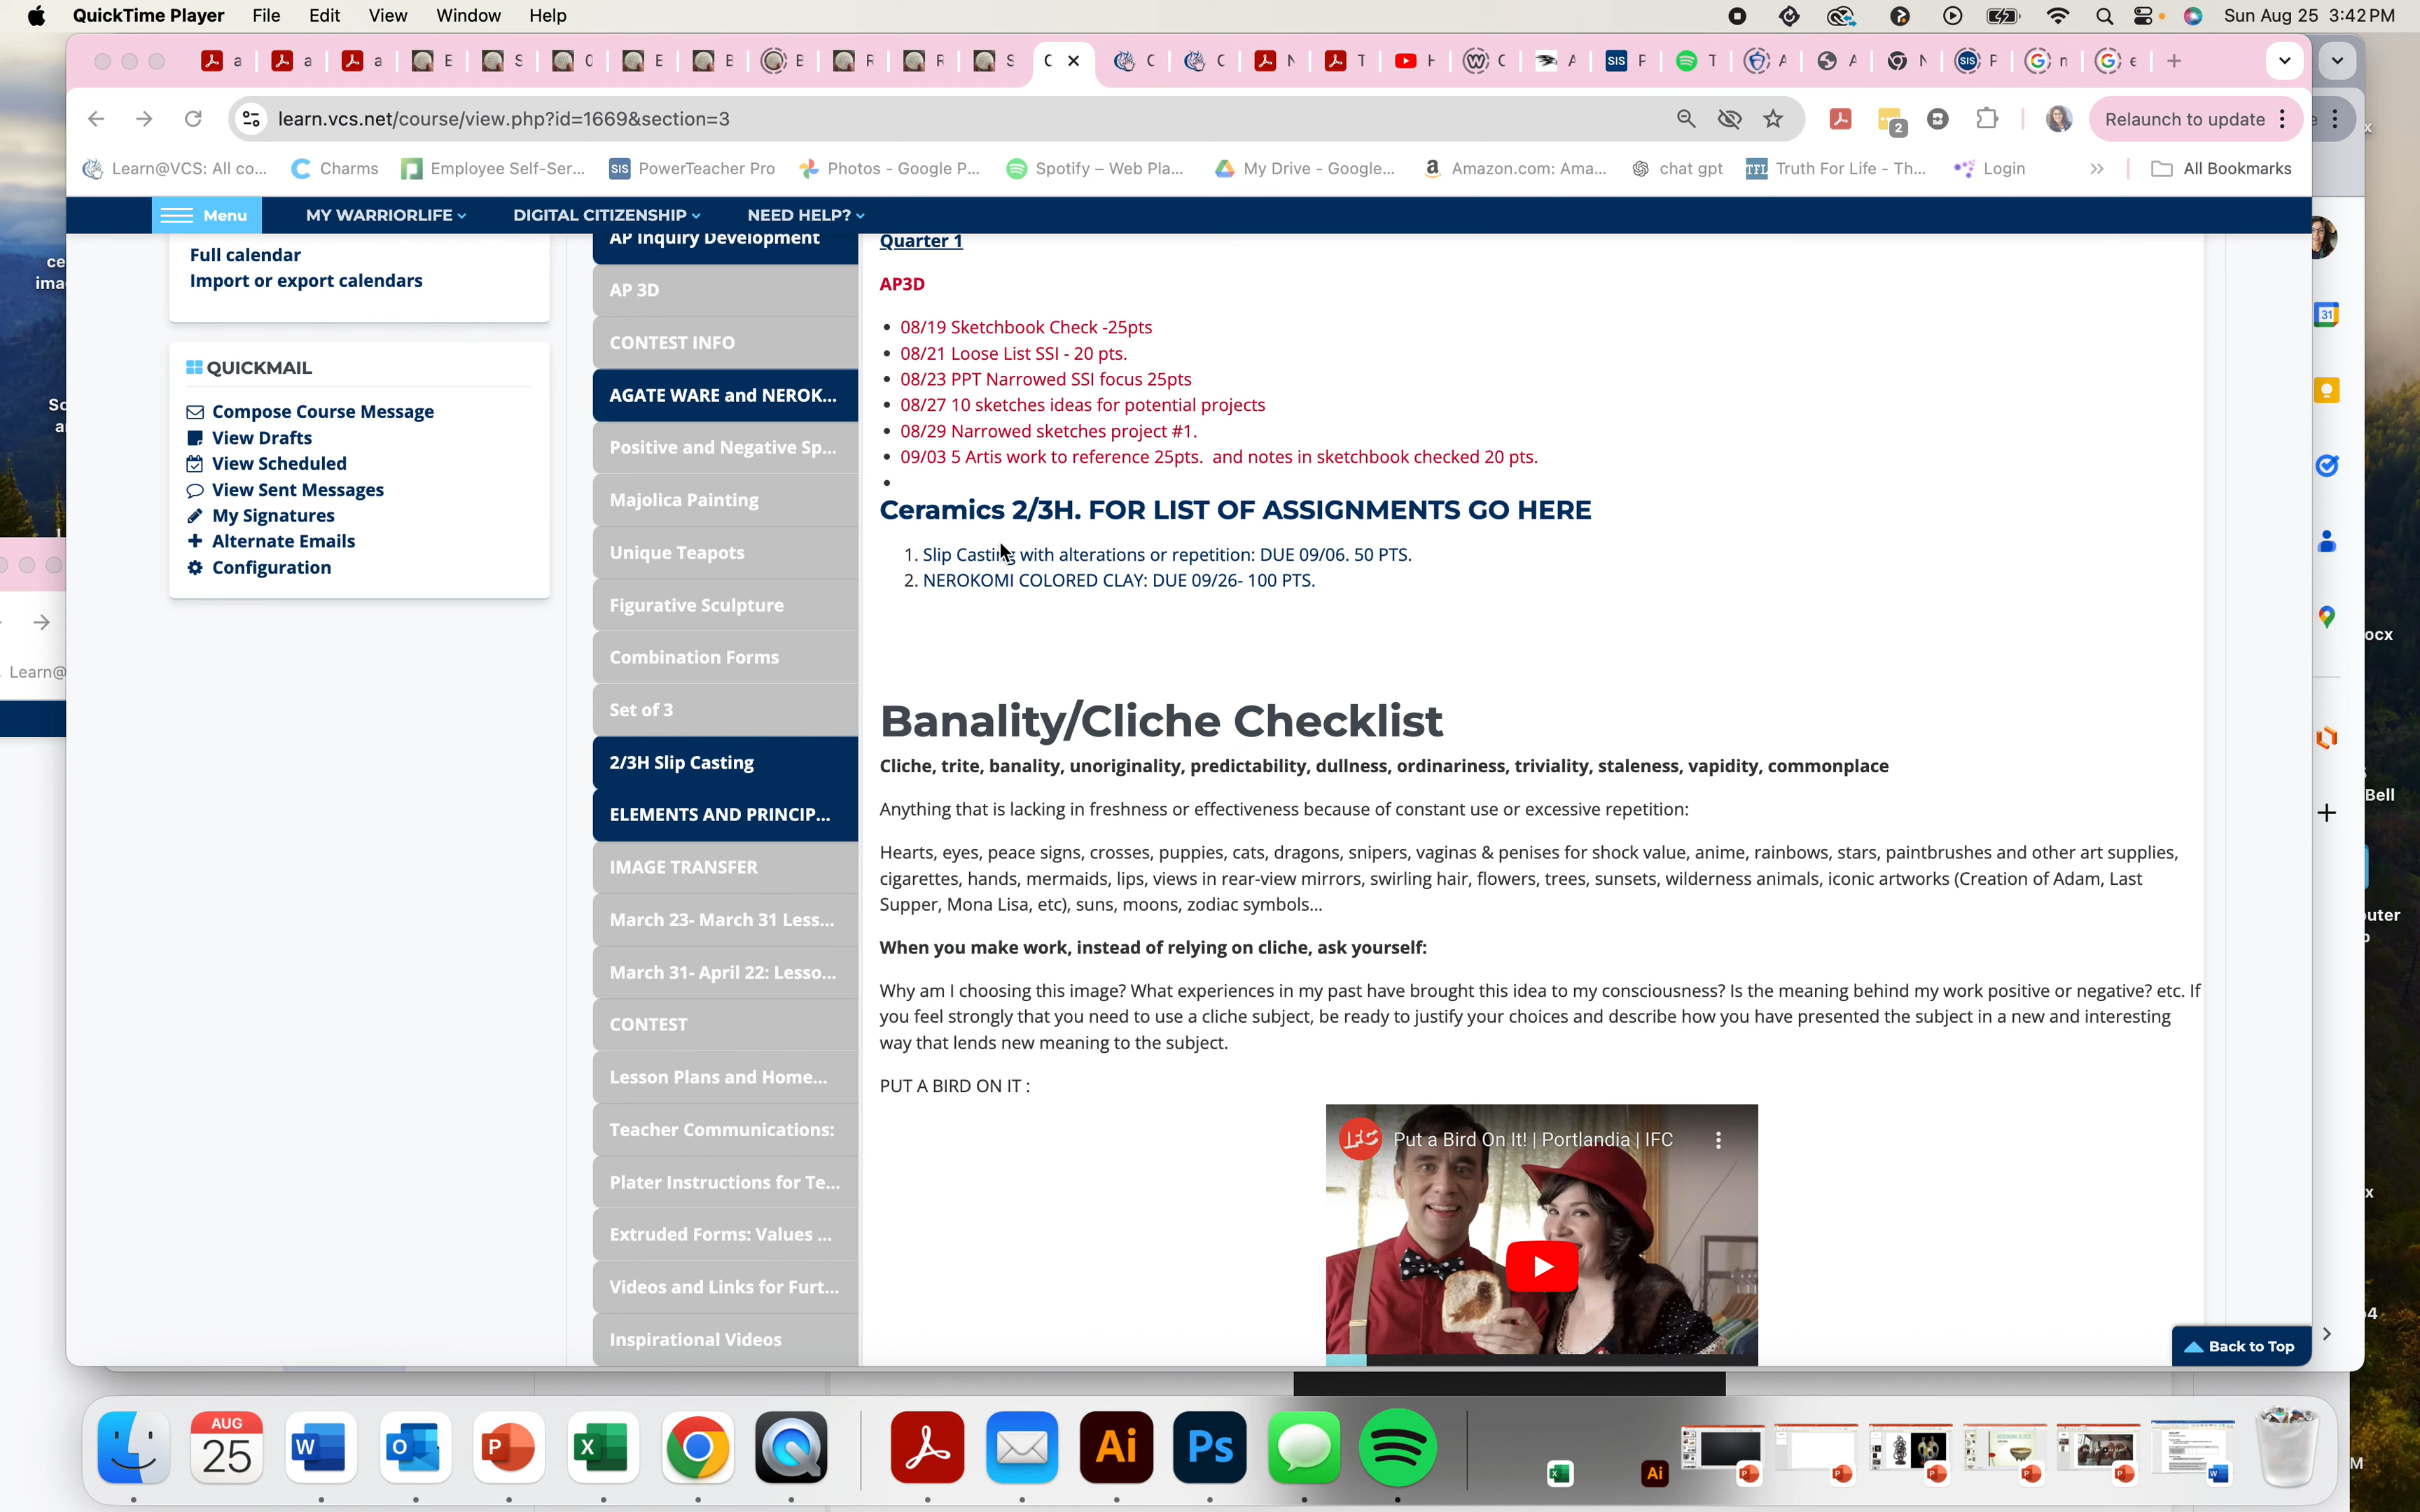 QuickTime Player File Edit View Window Help
Sun Aug 25 3:42 PM
a a a E S O E E E R R S C C C N T H C A SIS P T A A N SIS P n e
learn.vcs.net/course/view.php?id=1669&section=3
2
Relaunch to update
Learn@VCS: All co... Charms Employee Self-Ser... SIS PowerTeacher Pro Photos - Google P... Spotify – Web Pla... My Drive - Google... Amazon.com: Ama... chat gpt TFL Truth For Life - Th... Login All Bookmarks
Menu MY WARRIORLIFE DIGITAL CITIZENSHIP NEED HELP?
Full calendar
Import or export calendars
QUICKMAIL
Compose Course Message
View Drafts
View Scheduled
View Sent Messages
My Signatures
Alternate Emails
Configuration
AP Inquiry Development
AP 3D
CONTEST INFO
AGATE WARE and NEROK...
Positive and Negative Sp...
Majolica Painting
Unique Teapots
Figurative Sculpture
Combination Forms
Set of 3
2/3H Slip Casting
ELEMENTS AND PRINCIP...
IMAGE TRANSFER
March 23- March 31 Less...
March 31- April 22: Lesso...
CONTEST
Lesson Plans and Home...
Teacher Communications:
Plater Instructions for Te...
Extruded Forms: Values ...
Videos and Links for Furt...
Inspirational Videos
Quarter 1
AP3D
08/19 Sketchbook Check -25pts
08/21 Loose List SSI - 20 pts.
08/23 PPT Narrowed SSI focus 25pts
08/27 10 sketches ideas for potential projects
08/29 Narrowed sketches project #1.
09/03 5 Artis work to reference 25pts. and notes in sketchbook checked 20 pts.
Ceramics 2/3H. FOR LIST OF ASSIGNMENTS GO HERE
1. Slip Casting with alterations or repetition: DUE 09/06. 50 PTS.
2. NEROKOMI COLORED CLAY: DUE 09/26- 100 PTS.
Banality/Cliche Checklist
Cliche, trite, banality, unoriginality, predictability, dullness, ordinariness, triviality, staleness, vapidity, commonplace
Anything that is lacking in freshness or effectiveness because of constant use or excessive repetition:
Hearts, eyes, peace signs, crosses, puppies, cats, dragons, snipers, vaginas & penises for shock value, anime, rainbows, stars, paintbrushes and other art supplies,
cigarettes, hands, mermaids, lips, views in rear-view mirrors, swirling hair, flowers, trees, sunsets, wilderness animals, iconic artworks (Creation of Adam, Last
Supper, Mona Lisa, etc), suns, moons, zodiac symbols...
When you make work, instead of relying on cliche, ask yourself:
Why am I choosing this image? What experiences in my past have brought this idea to my consciousness? Is the meaning behind my work positive or negative? etc. If
you feel strongly that you need to use a cliche subject, be ready to justify your choices and describe how you have presented the subject in a new and interesting
way that lends new meaning to the subject.
PUT A BIRD ON IT :
IFC Put a Bird On It! | Portlandia | IFC
Back to Top
Learn@
31
Bell
AUG
25
W O P X Ai Ps